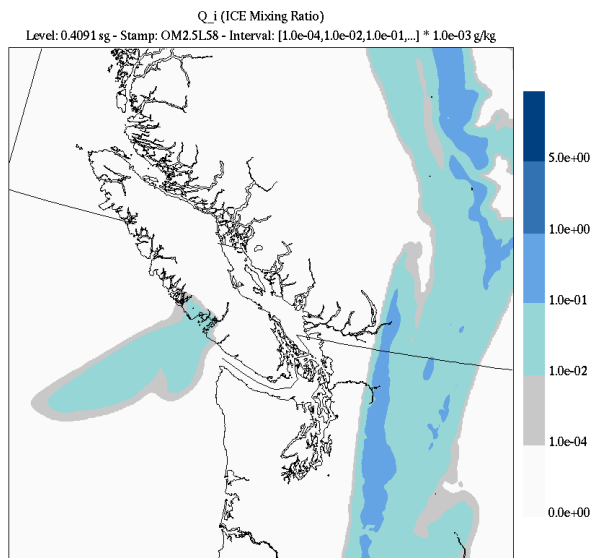 Q_i (ICE Mixing Ratio)
Level: 0.4091 sg - Stamp: OM2.5L58 - Interval: [1.0e-04,1.0e-02,1.0e-01,...] * 1.0e-03 g/kg
5.0e+00
1.0e+00
1.0e-01
1.0e-02
1.0e-04
0.0e+00